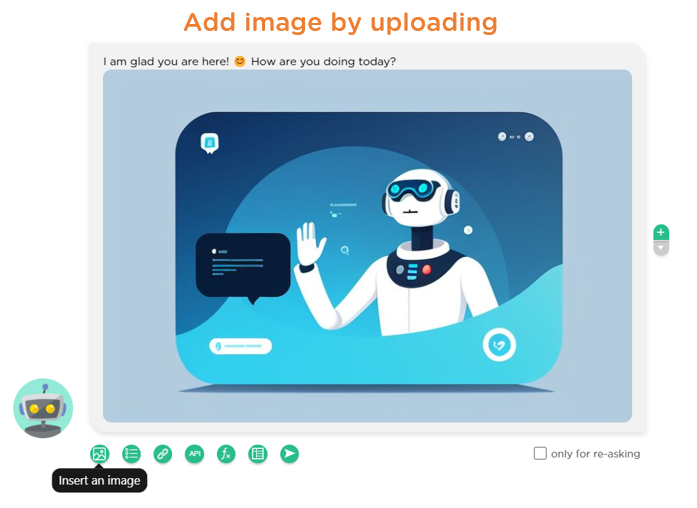 Add image by uploading
I am glad you are here! 😊 How are you doing today?
API
fx
only for re-asking
Insert an image